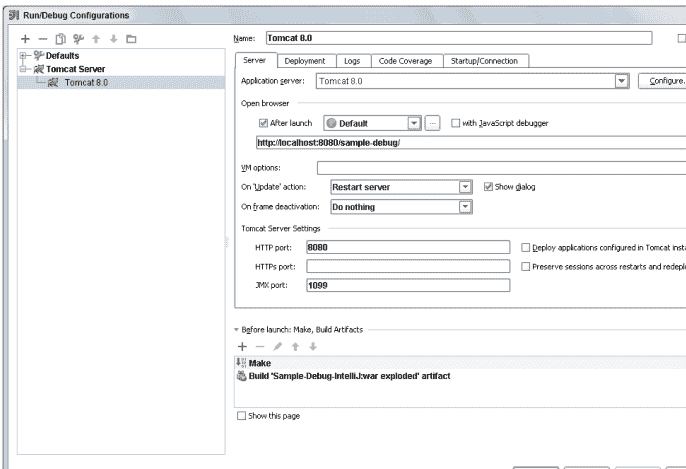 Run/Debug Configurations
Defaults
Tomcat Server
Tomcat 8.0
Name: Tomcat 8.0
Server Deployment Logs Code Coverage Startup/Connection
Application server: Tomcat 8.0 Configure.
Open browser
After launch Default ... with JavaScript debugger
http://localhost:8080/sample-debug/
VM options:
On 'Update' action: Restart server Show dialog
On frame deactivation: Do nothing
Tomcat Server Settings
HTTP port: 8080 Deploy applications configured in Tomcat insta
HTTPs port: Preserve sessions across restarts and redeplo
JMX port: 1099
Before launch: Make, Build Artifacts
Make
Build 'Sample-Debug-IntelliJ:war exploded' artifact
Show this page